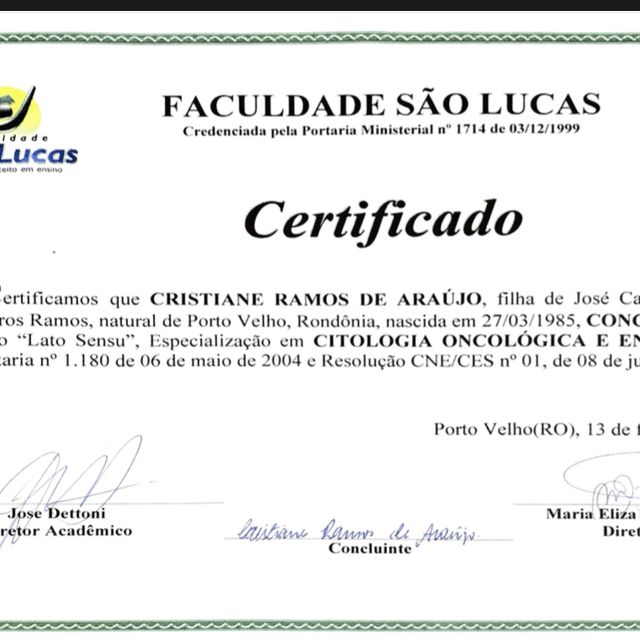 ldade
Lucas
ceito em ensino
FACULDADE SÃO LUCAS
Credenciada pela Portaria Ministerial nº 1714 de 03/12/1999
Certificado
ertificamos que CRISTIANE RAMOS DE ARAÚJO, filha de José Ca
ros Ramos, natural de Porto Velho, Rondônia, nascida em 27/03/1985, CONC
o “Lato Sensu”, Especialização em CITOLOGIA ONCOLÓGICA E EN
taria nº 1.180 de 06 de maio de 2004 e Resolução CNE/CES nº 01, de 08 de ju
Porto Velho(RO), 13 de f
Jose Dettoni
retor Acadêmico
Cristiane Ramos de Araújo
Concluinte
Maria Eliza
Diret